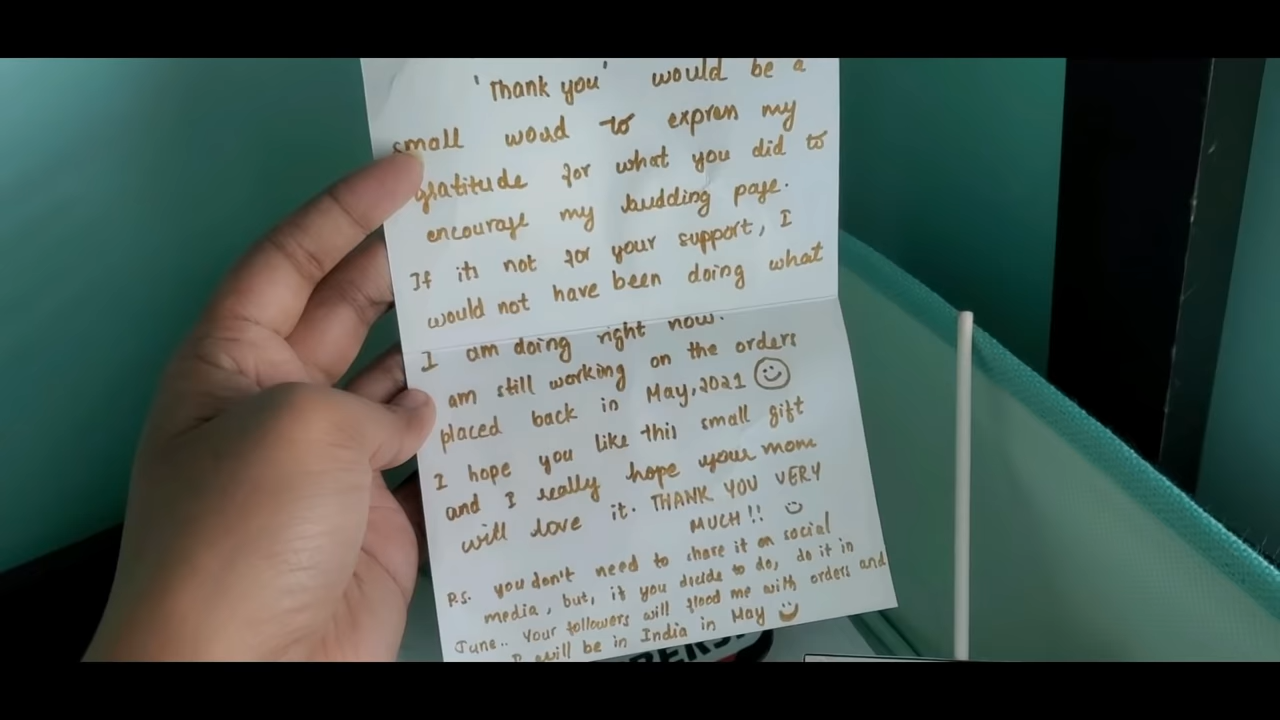 'Thank you' would be a
small word to express my
gratitude for what you did to
encourage my budding page.
If its not for your support, I
would not have been doing what
I am doing right now.
am still working on the orders
placed back in May, 2021
I hope you like this small gift
and I really hope your mom
will love it. THANK YOU VERY
MUCH!!
P.S. you don't need to share it on social
media, but, if you decide to do, do it in
June.. Your followers will flood me with orders and
I will be in India in May